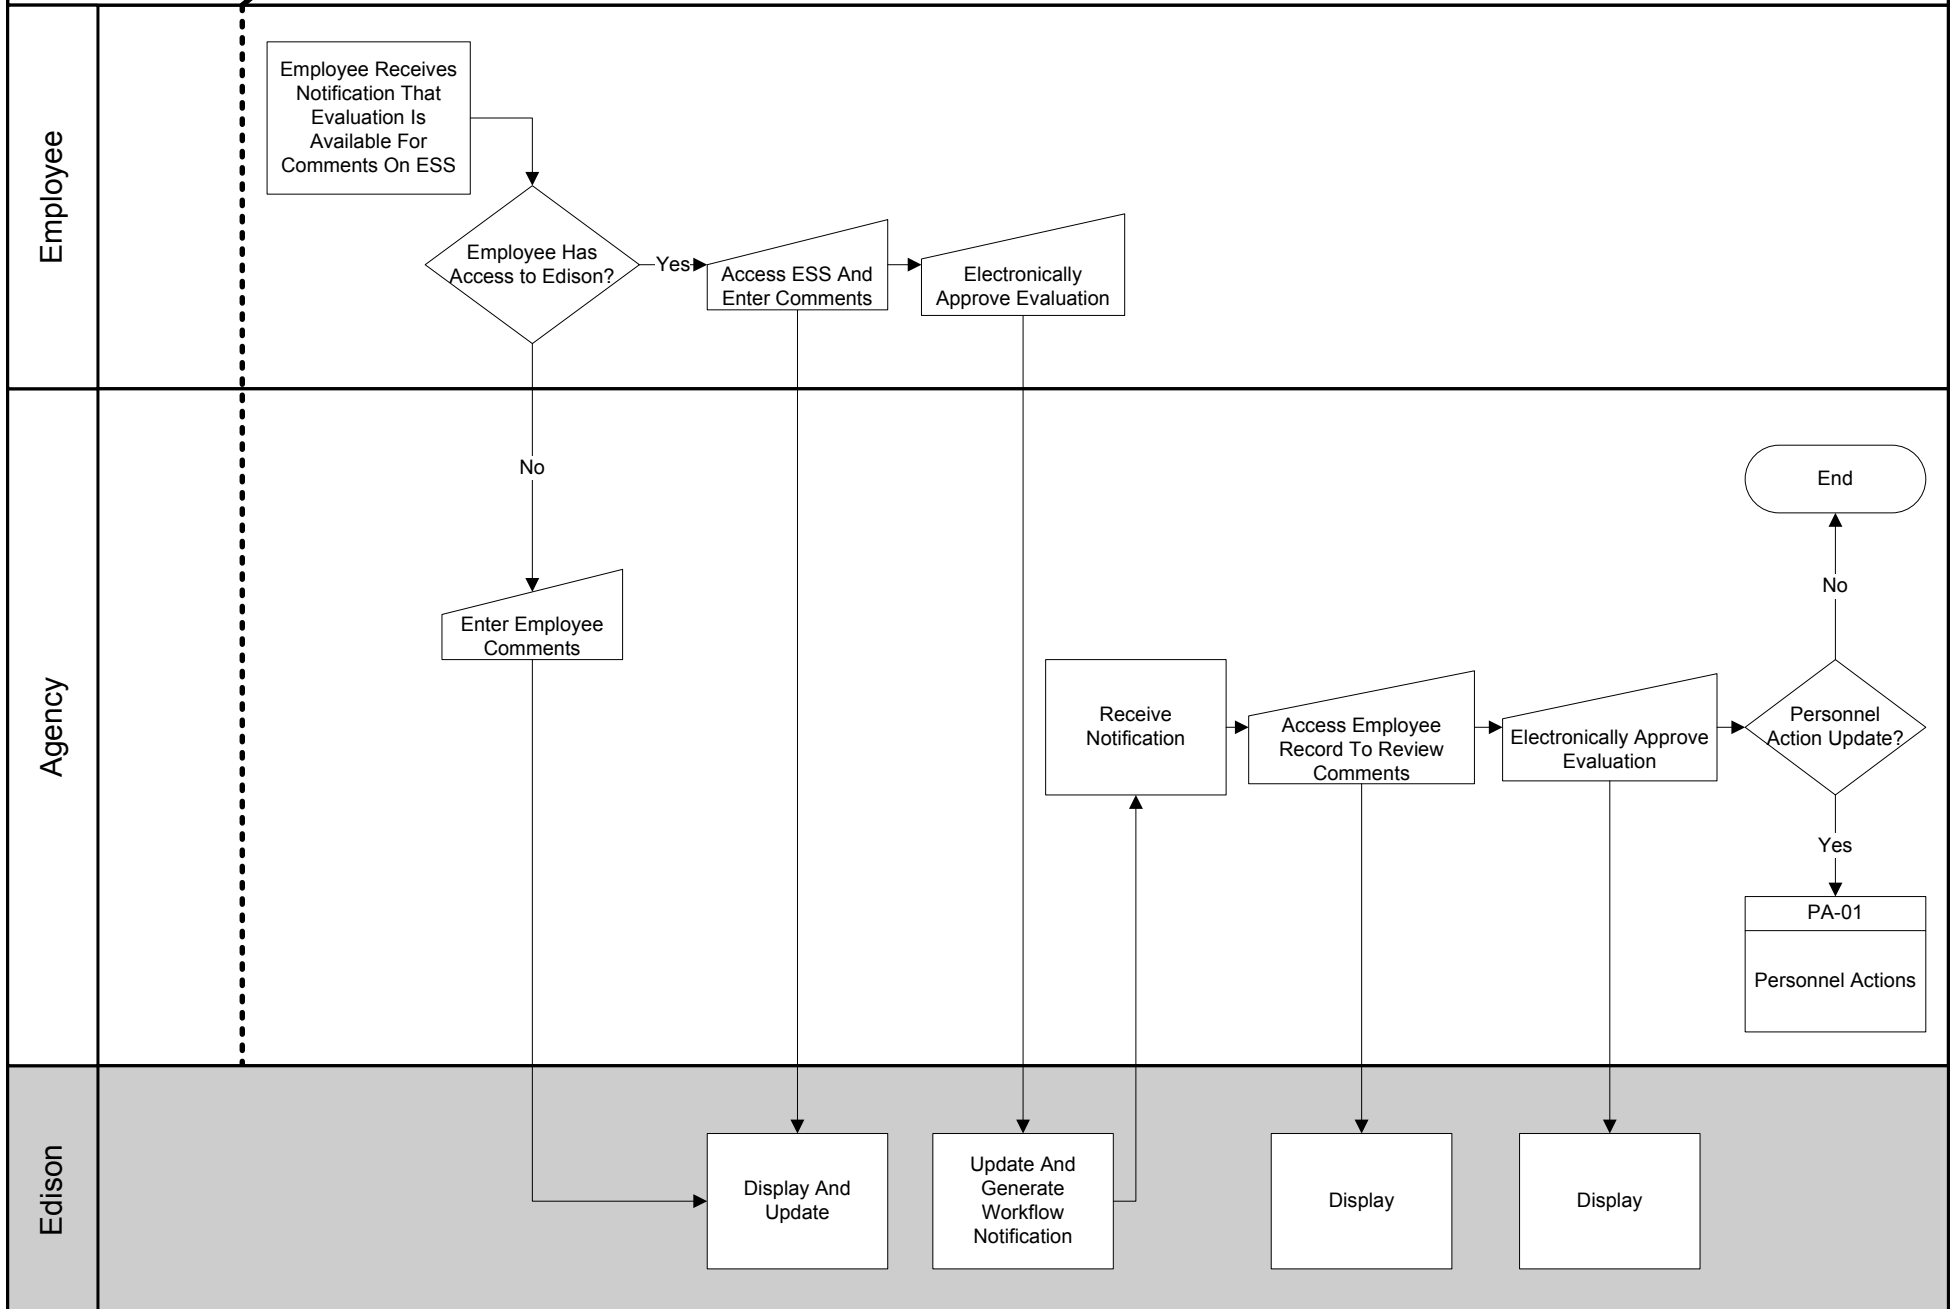 Employee
Employee Receives
Notification That
Evaluation Is
Available For
Comments On ESS
Employee Has
Access to Edison?
Yes
Access ESS And
Enter Comments
Electronically
Approve Evaluation
Agency
No
Enter Employee
Comments
Receive
Notification
Access Employee
Record To Review
Comments
Electronically Approve
Evaluation
Personnel
Action Update?
No
End
Yes
PA-01
Personnel Actions
Edison
Display And
Update
Update And
Generate
Workflow
Notification
Display
Display